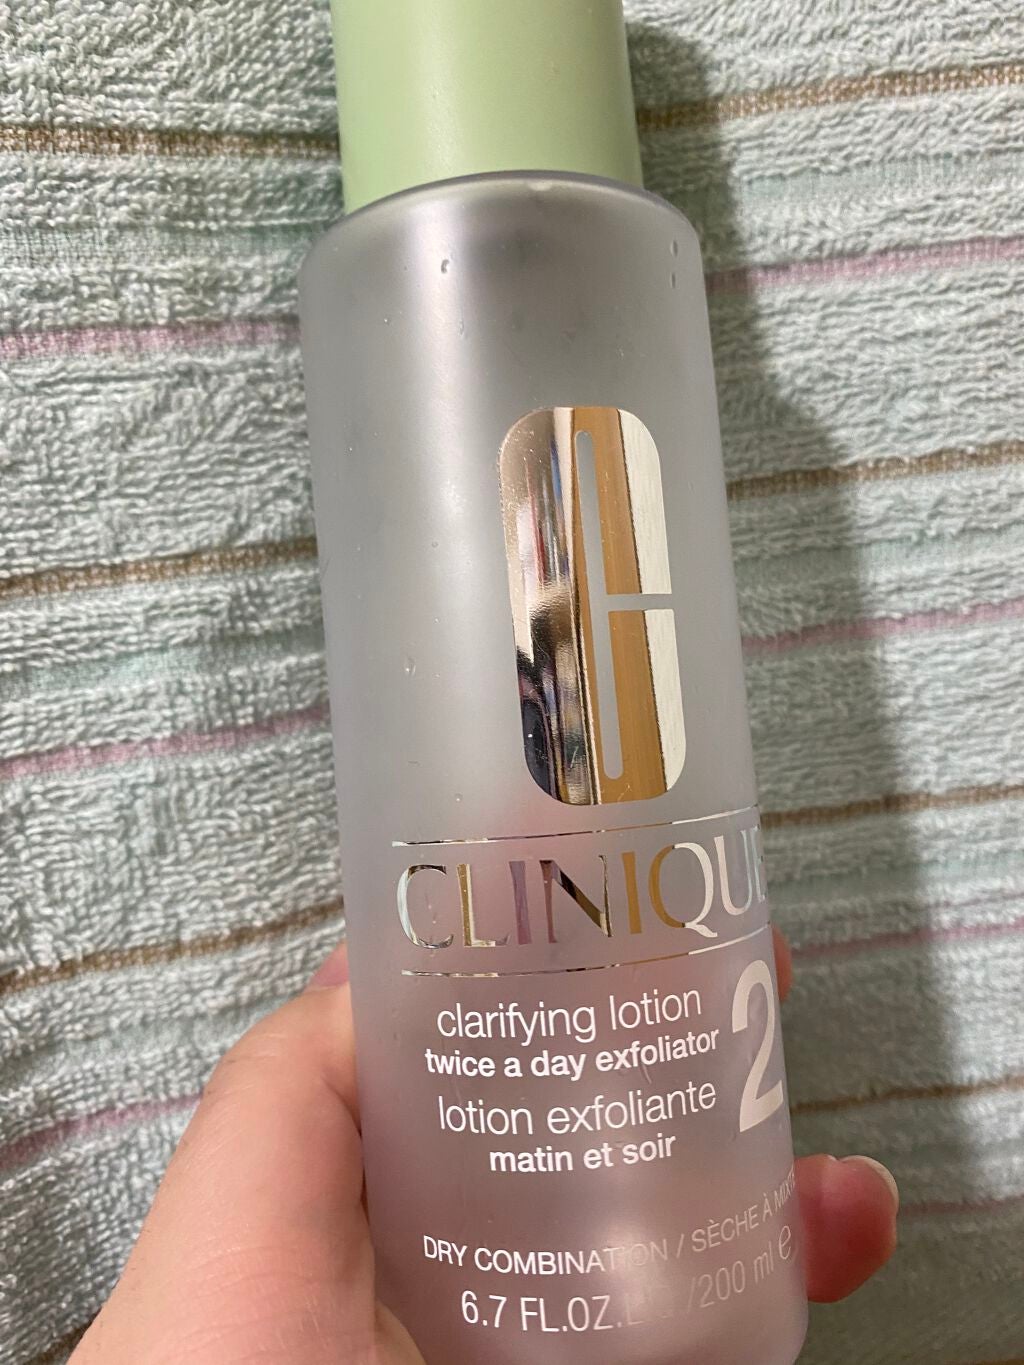 CLINIQUE
clarifying lotion 2
twice a day exfoliator
lotion exfoliante
matin et soir
DRY COMBINATION / SÈCHE À MIXTE
6.7 FL.OZ. /200 ml e